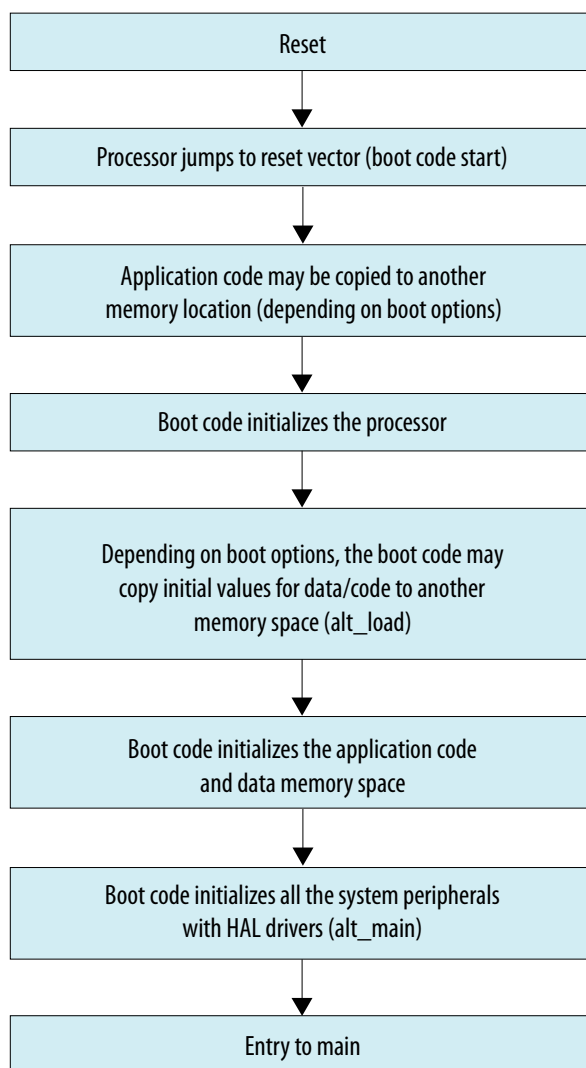 Reset
Processor jumps to reset vector (boot code start)
Application code may be copied to another
memory location (depending on boot options)
Boot code initializes the processor
Depending on boot options, the boot code may
copy initial values for data/code to another
memory space (alt_load)
Boot code initializes the application code
and data memory space
Boot code initializes all the system peripherals
with HAL drivers (alt_main)
Entry to main